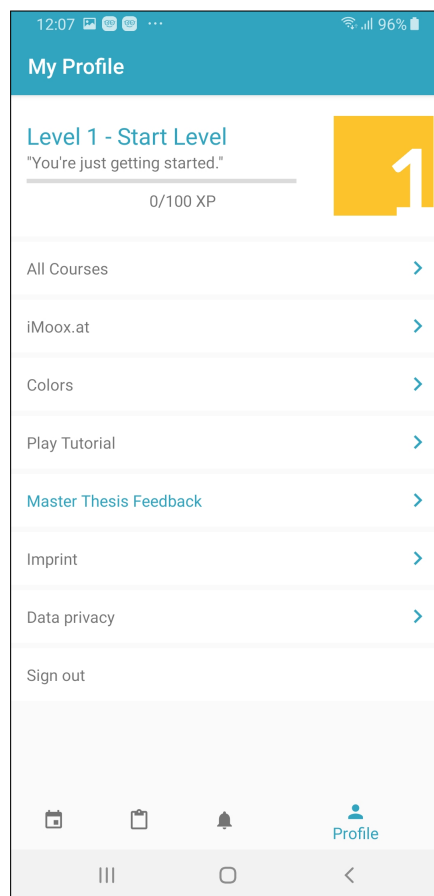 12:07 ... 96%
My Profile
Level 1 - Start Level
"You're just getting started."
0/100 XP
1
All Courses
iMoox.at
Colors
Play Tutorial
Master Thesis Feedback
Imprint
Data privacy
Sign out
Profile